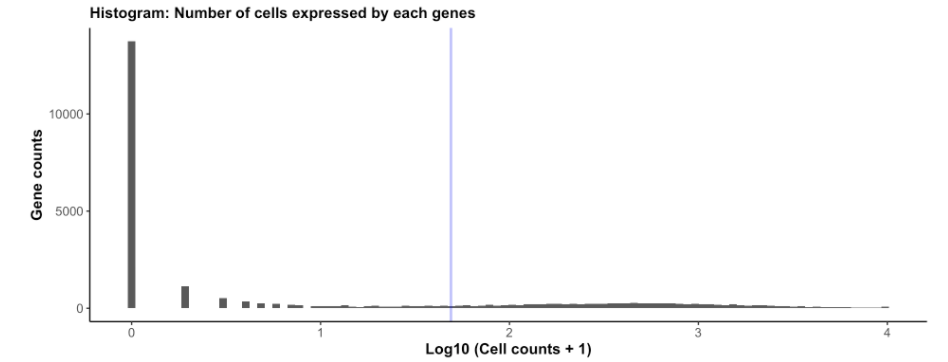 Histogram: Number of cells expressed by each genes
Gene counts
10000
5000
0
0 1 2 3 4
Log10 (Cell counts + 1)